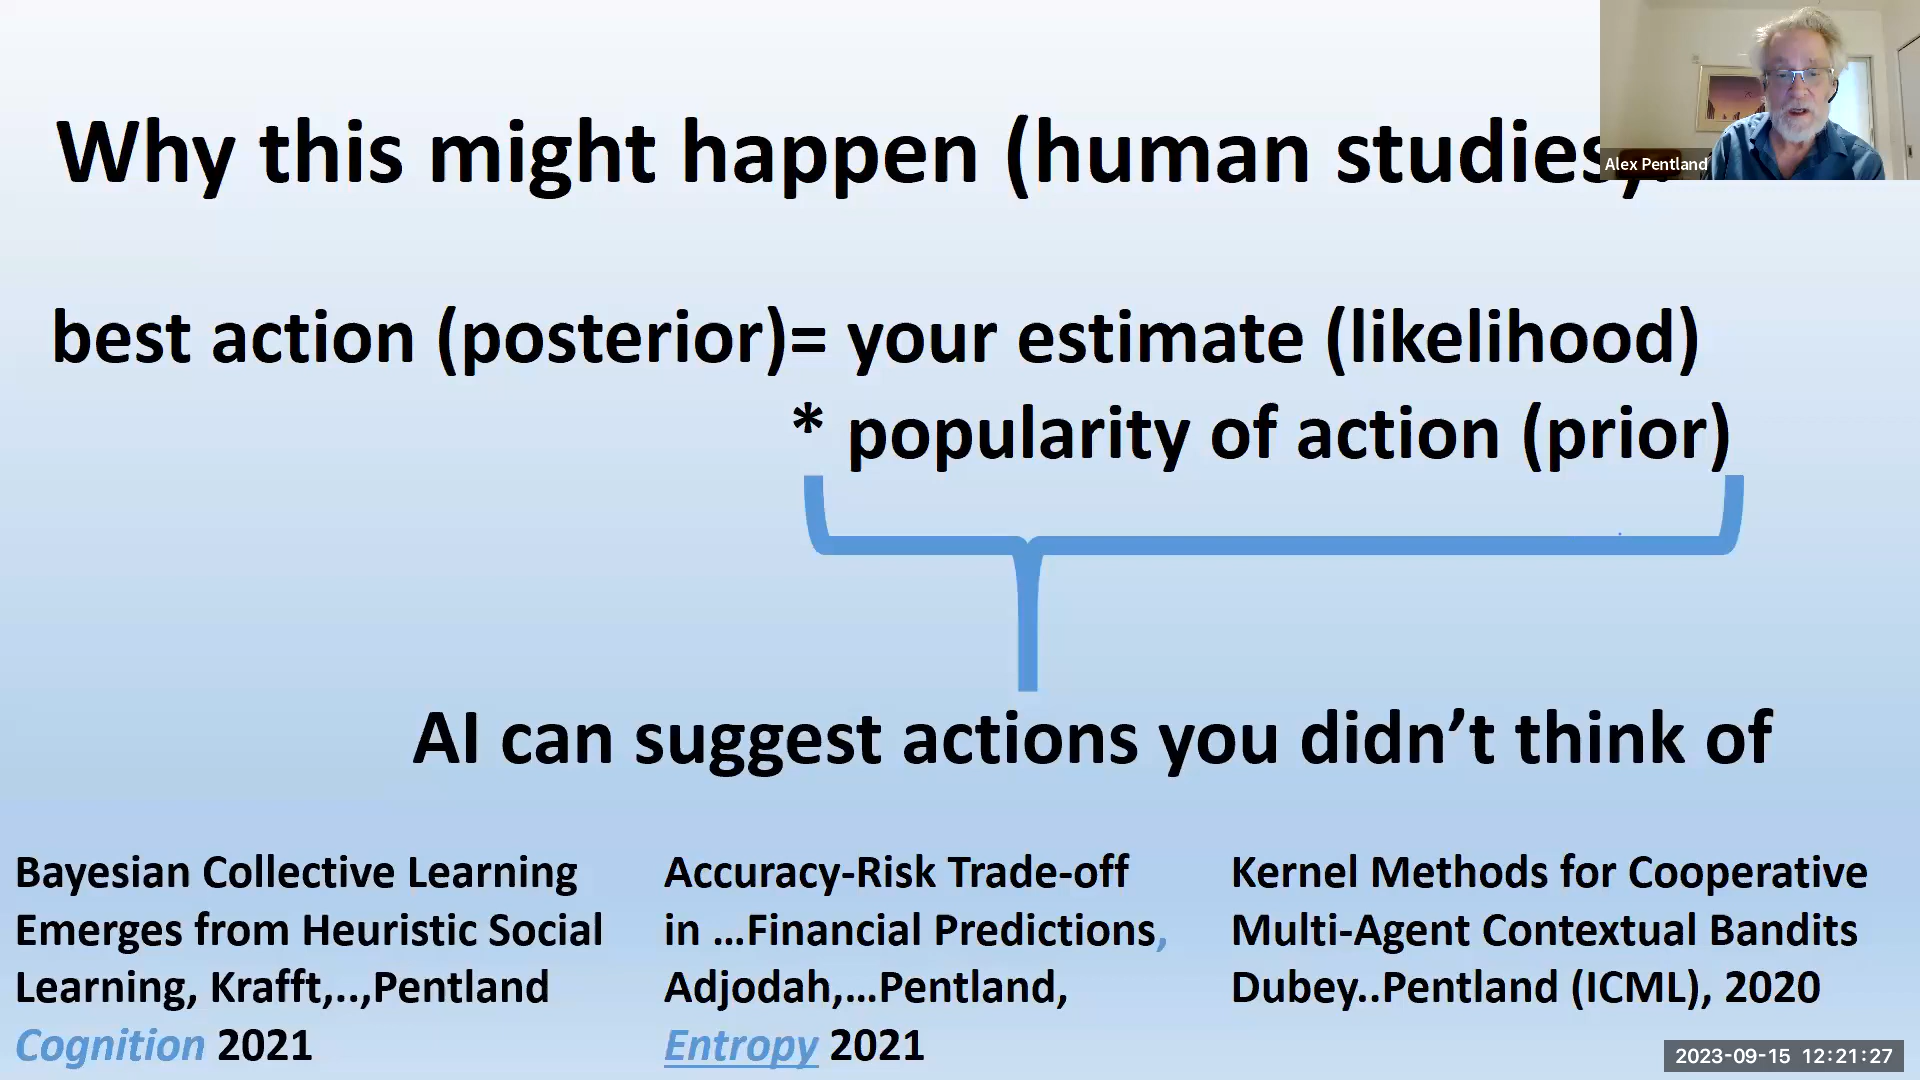 Why this might happen (human studies)
Alex Pentland
best action (posterior)= your estimate (likelihood)
* popularity of action (prior)
AI can suggest actions you didn’t think of
Bayesian Collective Learning
Emerges from Heuristic Social
Learning, Krafft,..,Pentland
Cognition 2021
Accuracy-Risk Trade-off
in ...Financial Predictions,
Adjodah,...Pentland,
Entropy 2021
Kernel Methods for Cooperative
Multi-Agent Contextual Bandits
Dubey..Pentland (ICML), 2020
2023-09-15 12:21:27